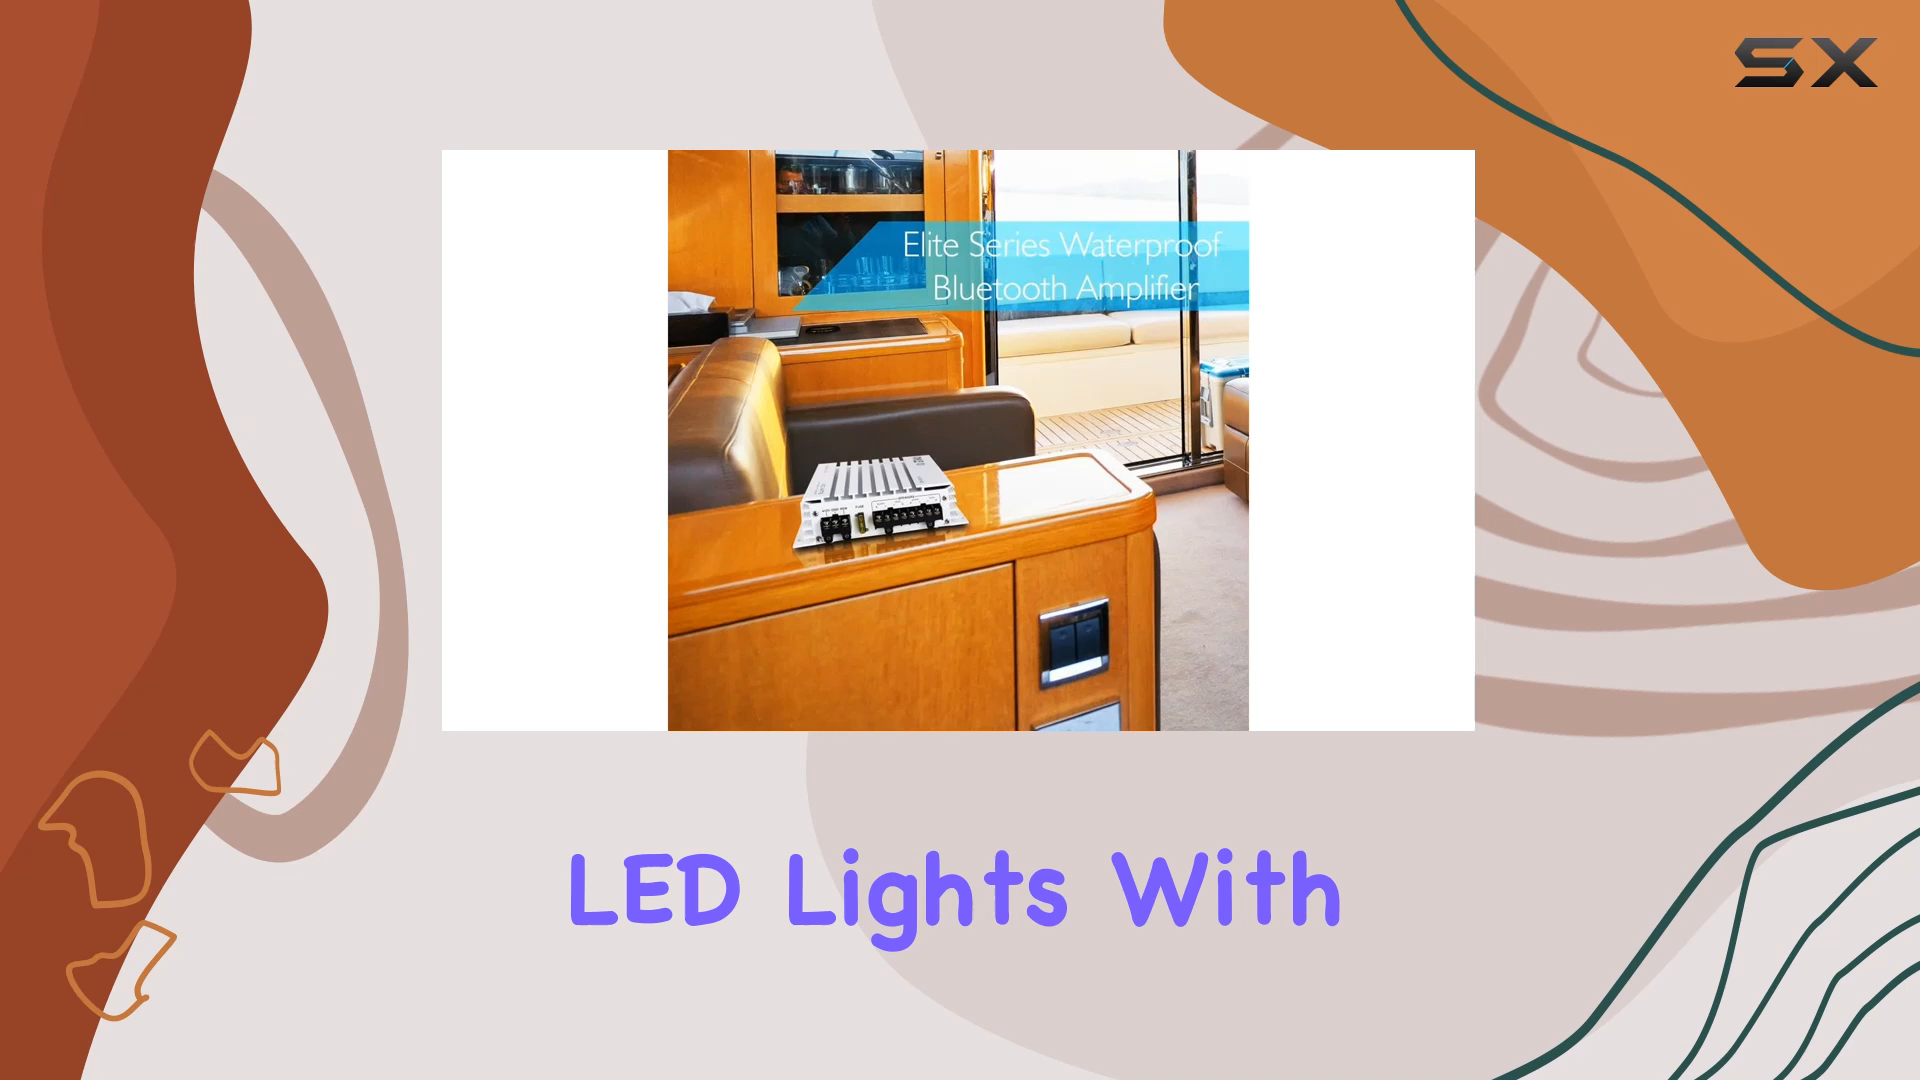 SX
Elite Series Waterproof
Bluetooth Amplifier
LED Lights With